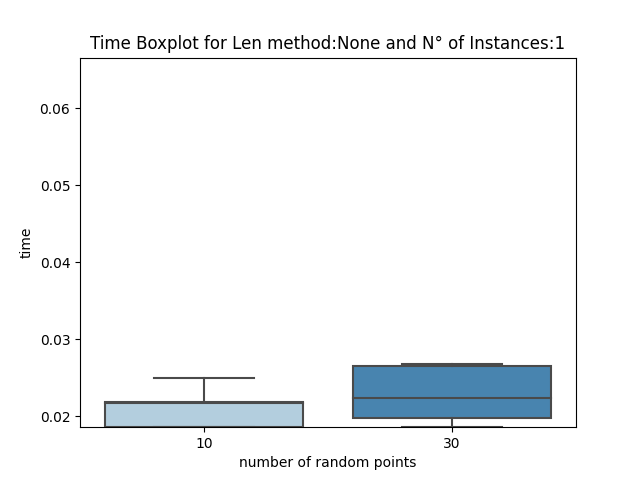 Time Boxplot for Len method:None and N° of Instances:1
0.06
0.05
0.04
0.03
0.02
time
10 30
number of random points